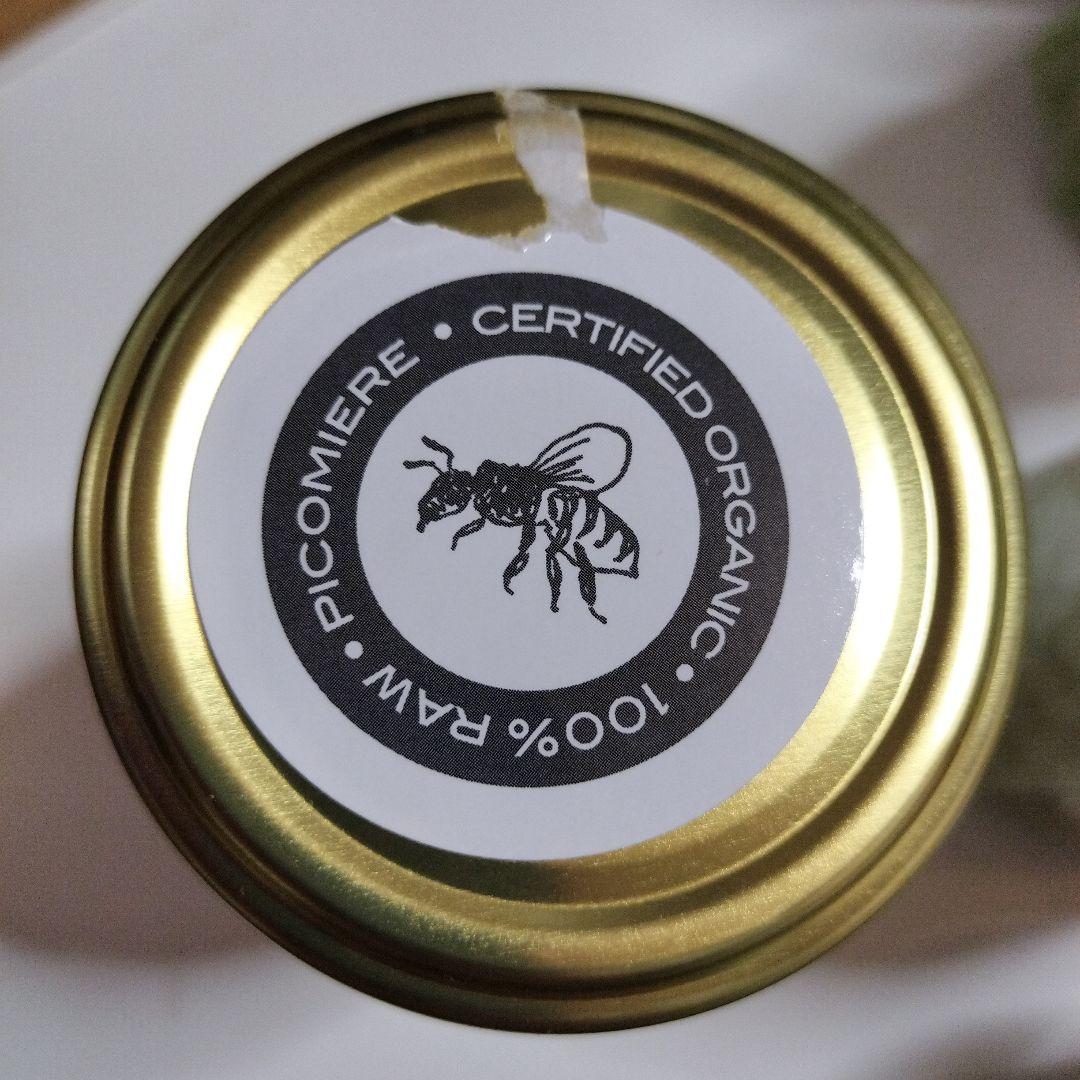 PICOMIERE • CERTIFIED ORGANIC • 100% RAW •